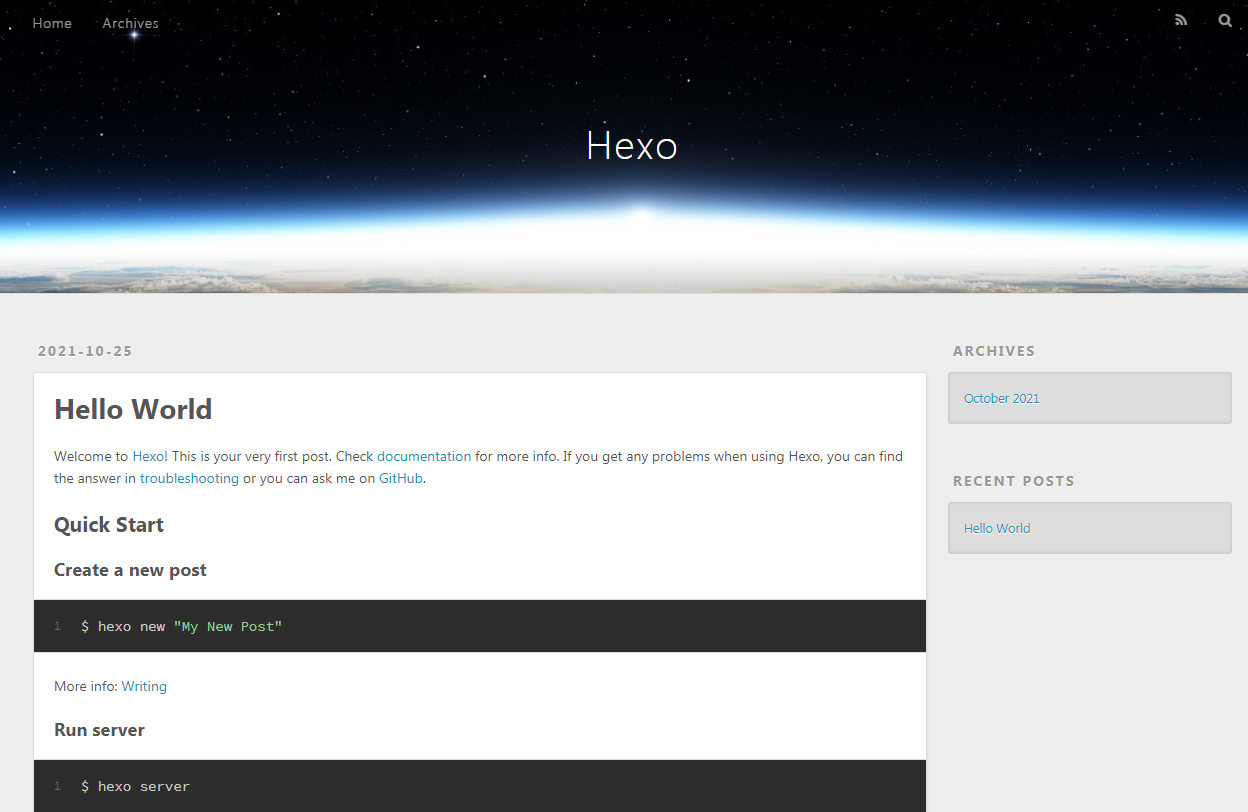 Home Archives
Hexo
2021-10-25
Hello World
Welcome to Hexo! This is your very first post. Check documentation for more info. If you get any problems when using Hexo, you can find
the answer in troubleshooting or you can ask me on GitHub.
Quick Start
Create a new post
1 $ hexo new "My New Post"
More info: Writing
Run server
1 $ hexo server
ARCHIVES
October 2021
RECENT POSTS
Hello World